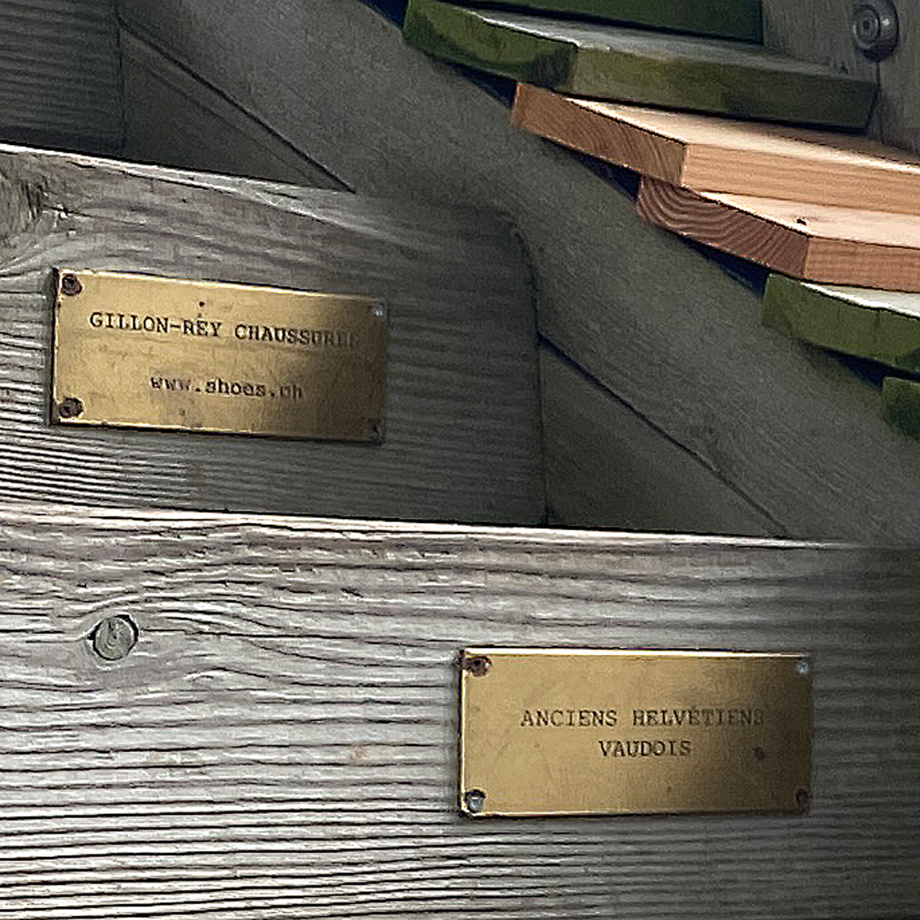 GILLON-REY CHAUSSURES
www.shoes.ch
ANCIENS HELVÉTIENS
VAUDOIS